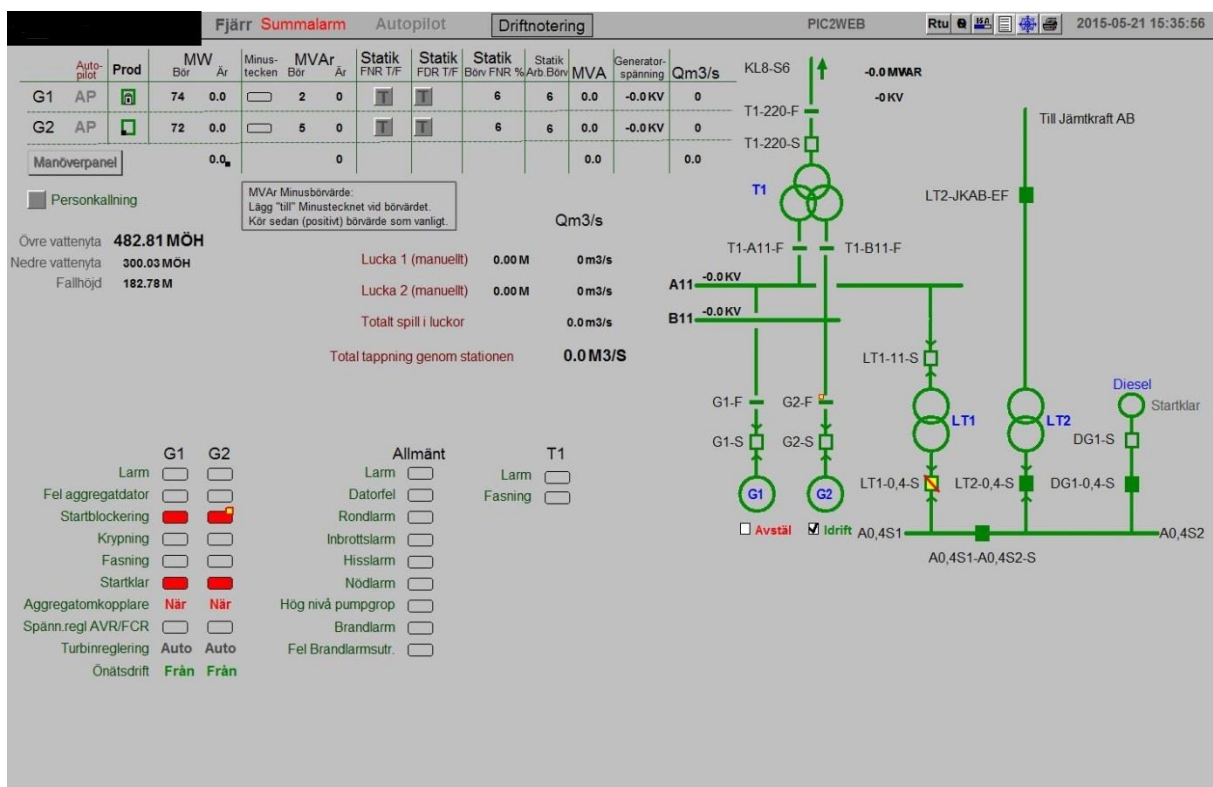 Fjärr Summalarm Autopilot Driftnotering PIC2WEB Rtu 2015-05-21 15:35:56
Auto-pilot Prod MW Bör Är Minus-tecken MVAr Bör Är Statik FNR T/F Statik FDR T/F Statik Börv FNR % Statik Arb.Börv MVA Generator-spänning Qm3/s
G1 AP 74 0.0 2 0 T T 6 6 0.0 -0.0 KV 0
G2 AP 72 0.0 5 0 T T 6 6 0.0 -0.0 KV 0
Manöverpanel 0.0 0 0.0 0.0
Personkallning
MVAr Minusbörvärde:
Lägg "till" Minustecknet vid börvärdet.
Kör sedan (positivt) börvärde som vanligt.
Qm3/s
Övre vattenyta 482.81 MÖH
Nedre vattenyta 300.03 MÖH
Fallhöjd 182.78 M
Lucka 1 (manuellt) 0.00 M 0 m3/s
Lucka 2 (manuellt) 0.00 M 0 m3/s
Totalt spill i luckor 0.0 m3/s
Total tappning genom stationen 0.0 M3/S
KL8-S6 -0.0 MVAR
-0 KV
T1-220-F
T1-220-S
Till Jämtkraft AB
T1
LT2-JKAB-EF
T1-A11-F T1-B11-F
A11 -0.0 KV
B11 -0.0 KV
LT1-11-S
Diesel
Startklar
G1-F G2-F
LT1 LT2
G1-S G2-S DG1-S
LT1-0,4-S LT2-0,4-S DG1-0,4-S
G1 G2
Avstäl Idrift
A0,4S1 A0,4S2
A0,4S1-A0,4S2-S
G1 G2
Larm
Fel aggregatdator
Startblockering
Krypning
Fasning
Startklar
Aggregatomkopplare När När
Spänn.regl AVR/FCR
Turbinreglering Auto Auto
Önätsdrift Från Från
Allmänt
Larm
Datorfel
Rondlarm
Inbrottslarm
Hisslarm
Nödlarm
Hög nivå pumpgrop
Brandlarm
Fel Brandlarmsutr.
T1
Larm
Fasning